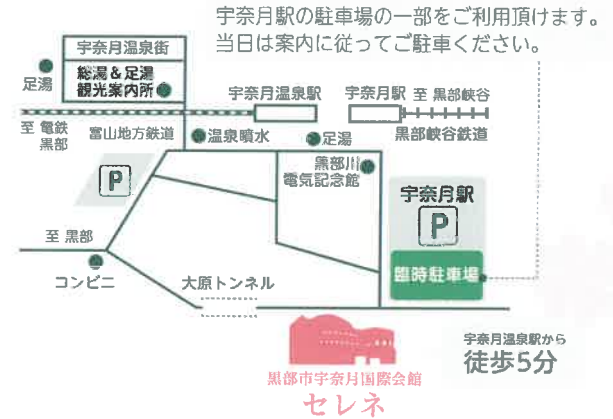 宇奈月駅の駐車場の一部をご利用頂けます。
当日は案内に従ってご駐車ください。
宇奈月温泉街
足湯
総湯＆足湯
観光案内所
宇奈月温泉駅
宇奈月駅
至 黒部峡谷
至 電鉄
黒部
富山地方鉄道
温泉噴水
足湯
黒部峡谷鉄道
黒部川
電気記念館
P
宇奈月駅
P
至 黒部
コンビニ
大原トンネル
臨時駐車場
宇奈月温泉駅から
徒歩5分
黒部市宇奈月国際会館
セレネ